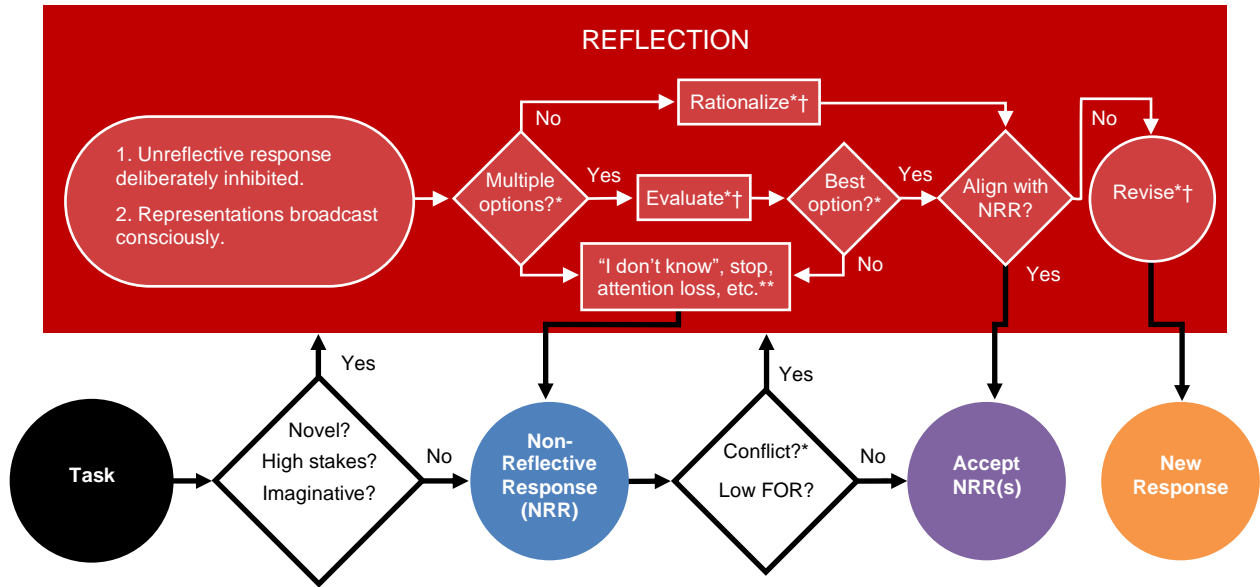 REFLECTION
Rationalize*†
No
No
1. Unreflective response
deliberately inhibited.
2. Representations broadcast
consciously.
Multiple
options?*
Yes
Evaluate*†
Best
option?*
Yes
Align with
NRR?
Revise*†
“I don’t know”, stop,
attention loss, etc.**
No
Yes
Yes
Yes
Task
Novel?
High stakes?
Imaginative?
No
Non-
Reflective
Response
(NRR)
Conflict?*
Low FOR?
No
Accept
NRR(s)
New
Response